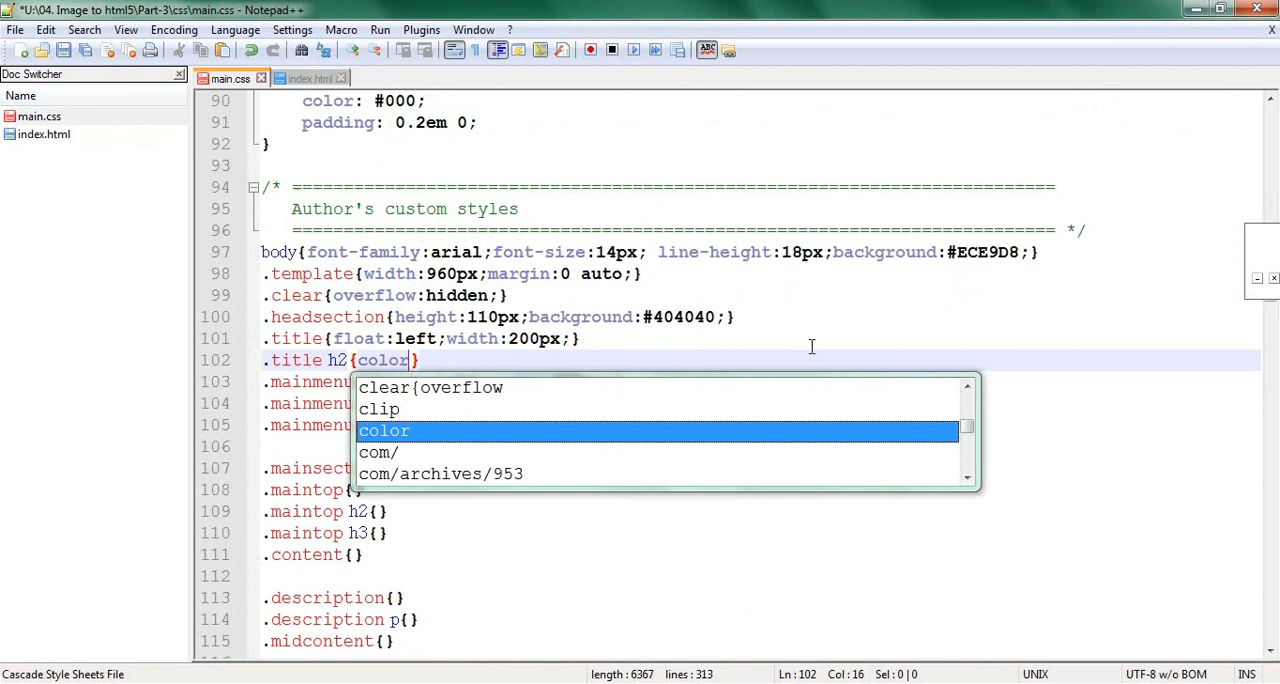 *U:\04. Image to html5\Part-3\css\main.css - Notepad++
File Edit Search View Encoding Language Settings Macro Run Plugins Window ? X
ABC
Doc Switcher
main.css index.html
Name
main.css
index.html
90 color: #000;
91 padding: 0.2em 0;
92 }
93
94 /* ==========================================================================
95 Author's custom styles
96 ========================================================================== */
97 body{font-family:arial;font-size:14px; line-height:18px;background:#ECE9D8;}
98 .template{width:960px;margin:0 auto;}
99 .clear{overflow:hidden;}
100 .headsection{height:110px;background:#404040;}
101 .title{float:left;width:200px;}
102 .title h2{color}
103 .mainmenu
104 .mainmenu
105 .mainmenu
106
107 .mainsect
108 .maintop{}
109 .maintop h2{}
110 .maintop h3{}
111 .content{}
112
113 .description{}
114 .description p{}
115 .midcontent{}
clear{overflow
clip
color
com/
com/archives/953
Cascade Style Sheets File length : 6367 lines : 313 Ln : 102 Col : 16 Sel : 0 | 0 UNIX UTF-8 w/o BOM INS